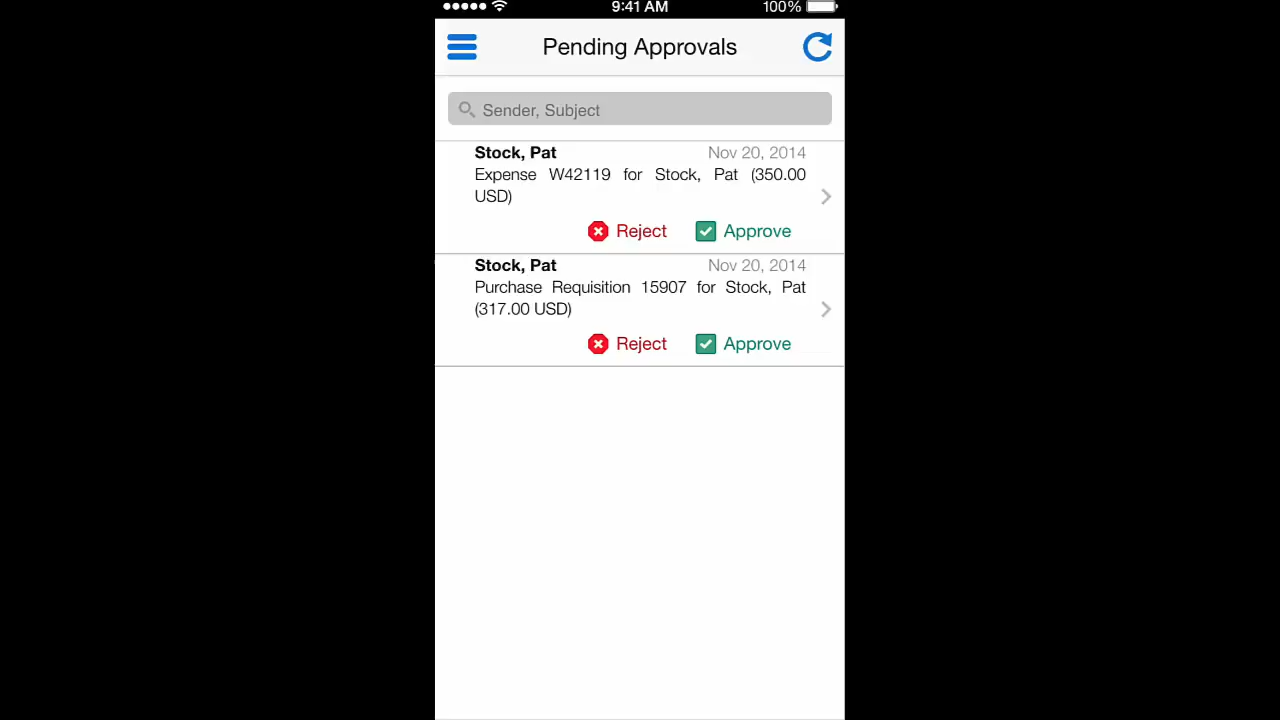 9:41 AM 100%
Pending Approvals
Sender, Subject
Stock, Pat Nov 20, 2014
Expense W42119 for Stock, Pat (350.00
USD)
Reject Approve
Stock, Pat Nov 20, 2014
Purchase Requisition 15907 for Stock, Pat
(317.00 USD)
Reject Approve